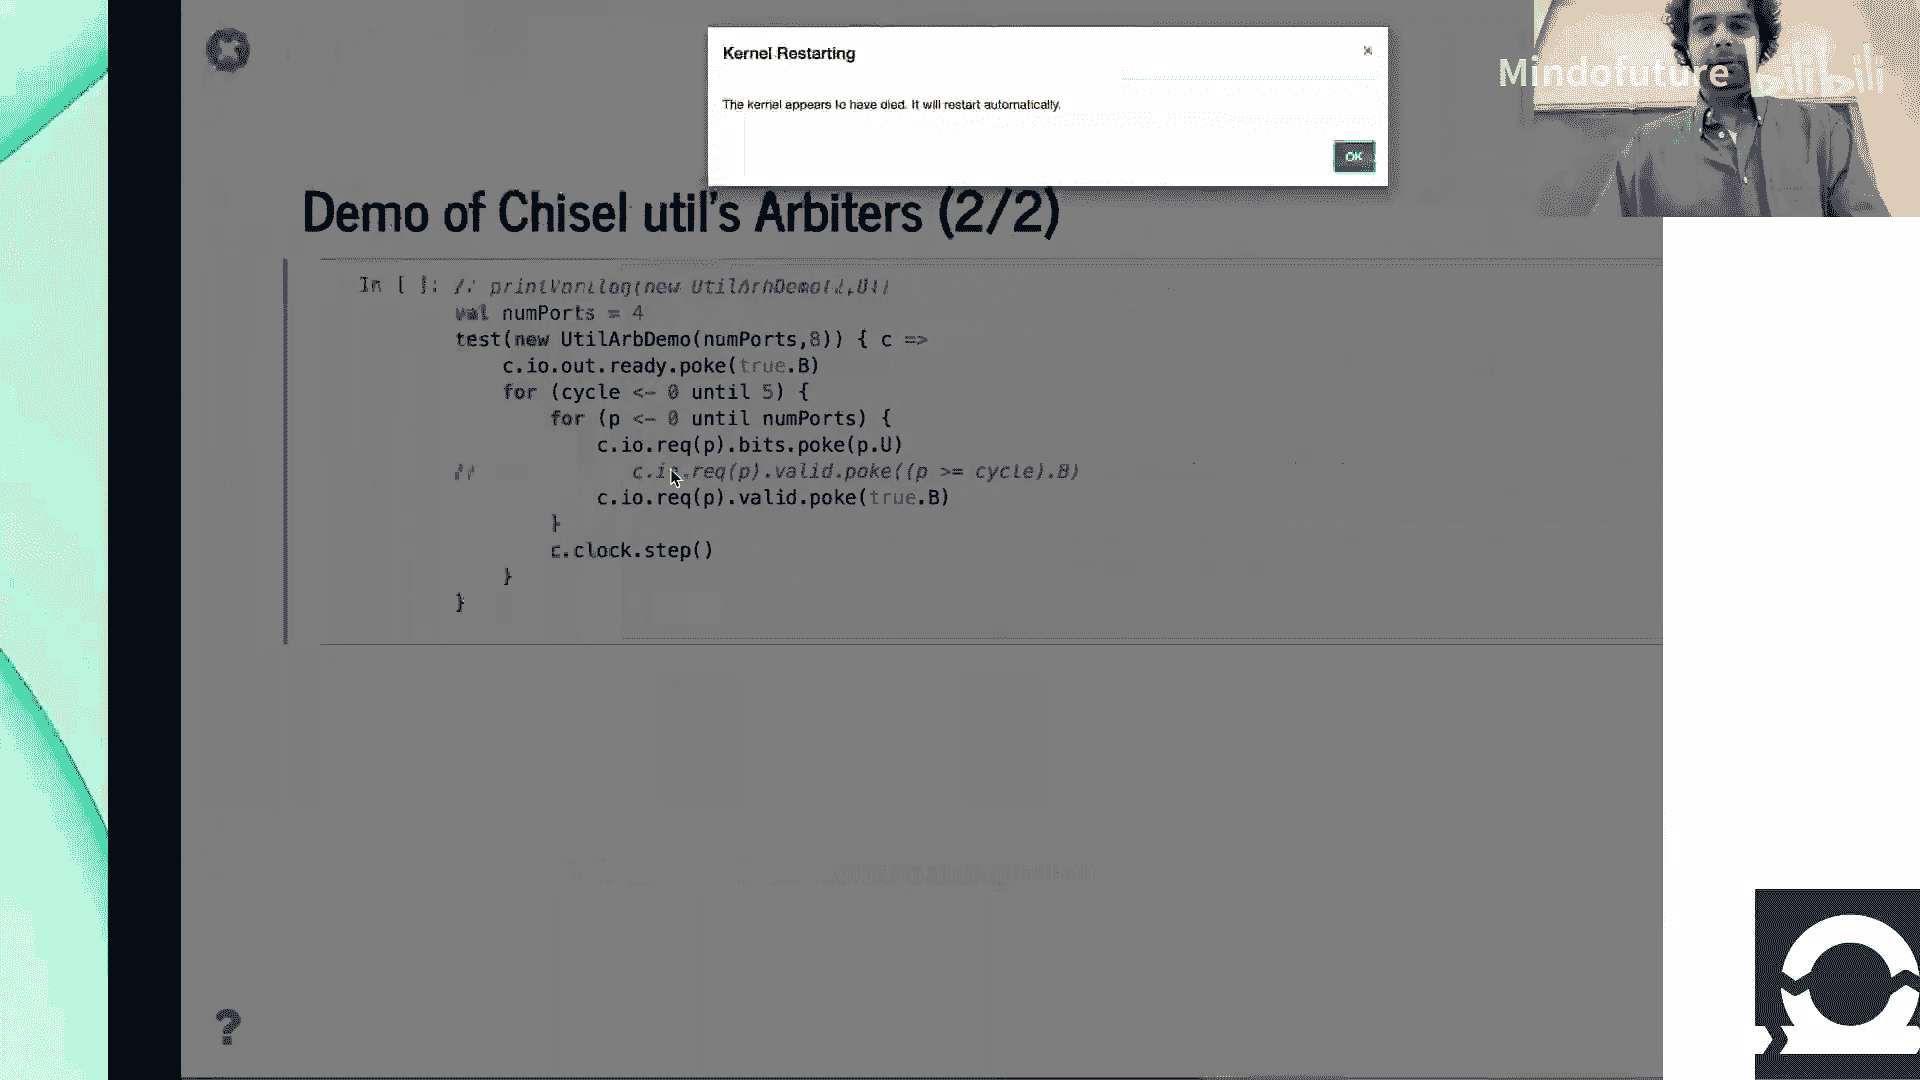 Kernel Restarting
×
The kernel appears to have died. It will restart automatically.
OK
Mindofuture bilibili
Demo of Chisel util's Arbiters (2/2)
In [ ]: // printVerilog(new UtilArbDemo(2,8))
val numPorts = 4
test(new UtilArbDemo(numPorts,8)) { c =>
c.io.out.ready.poke(true.B)
for (cycle <- 0 until 5) {
for (p <- 0 until numPorts) {
c.io.req(p).bits.poke(p.U)
// c.io.req(p).valid.poke((p >= cycle).B)
c.io.req(p).valid.poke(true.B)
}
c.clock.step()
}
}
?